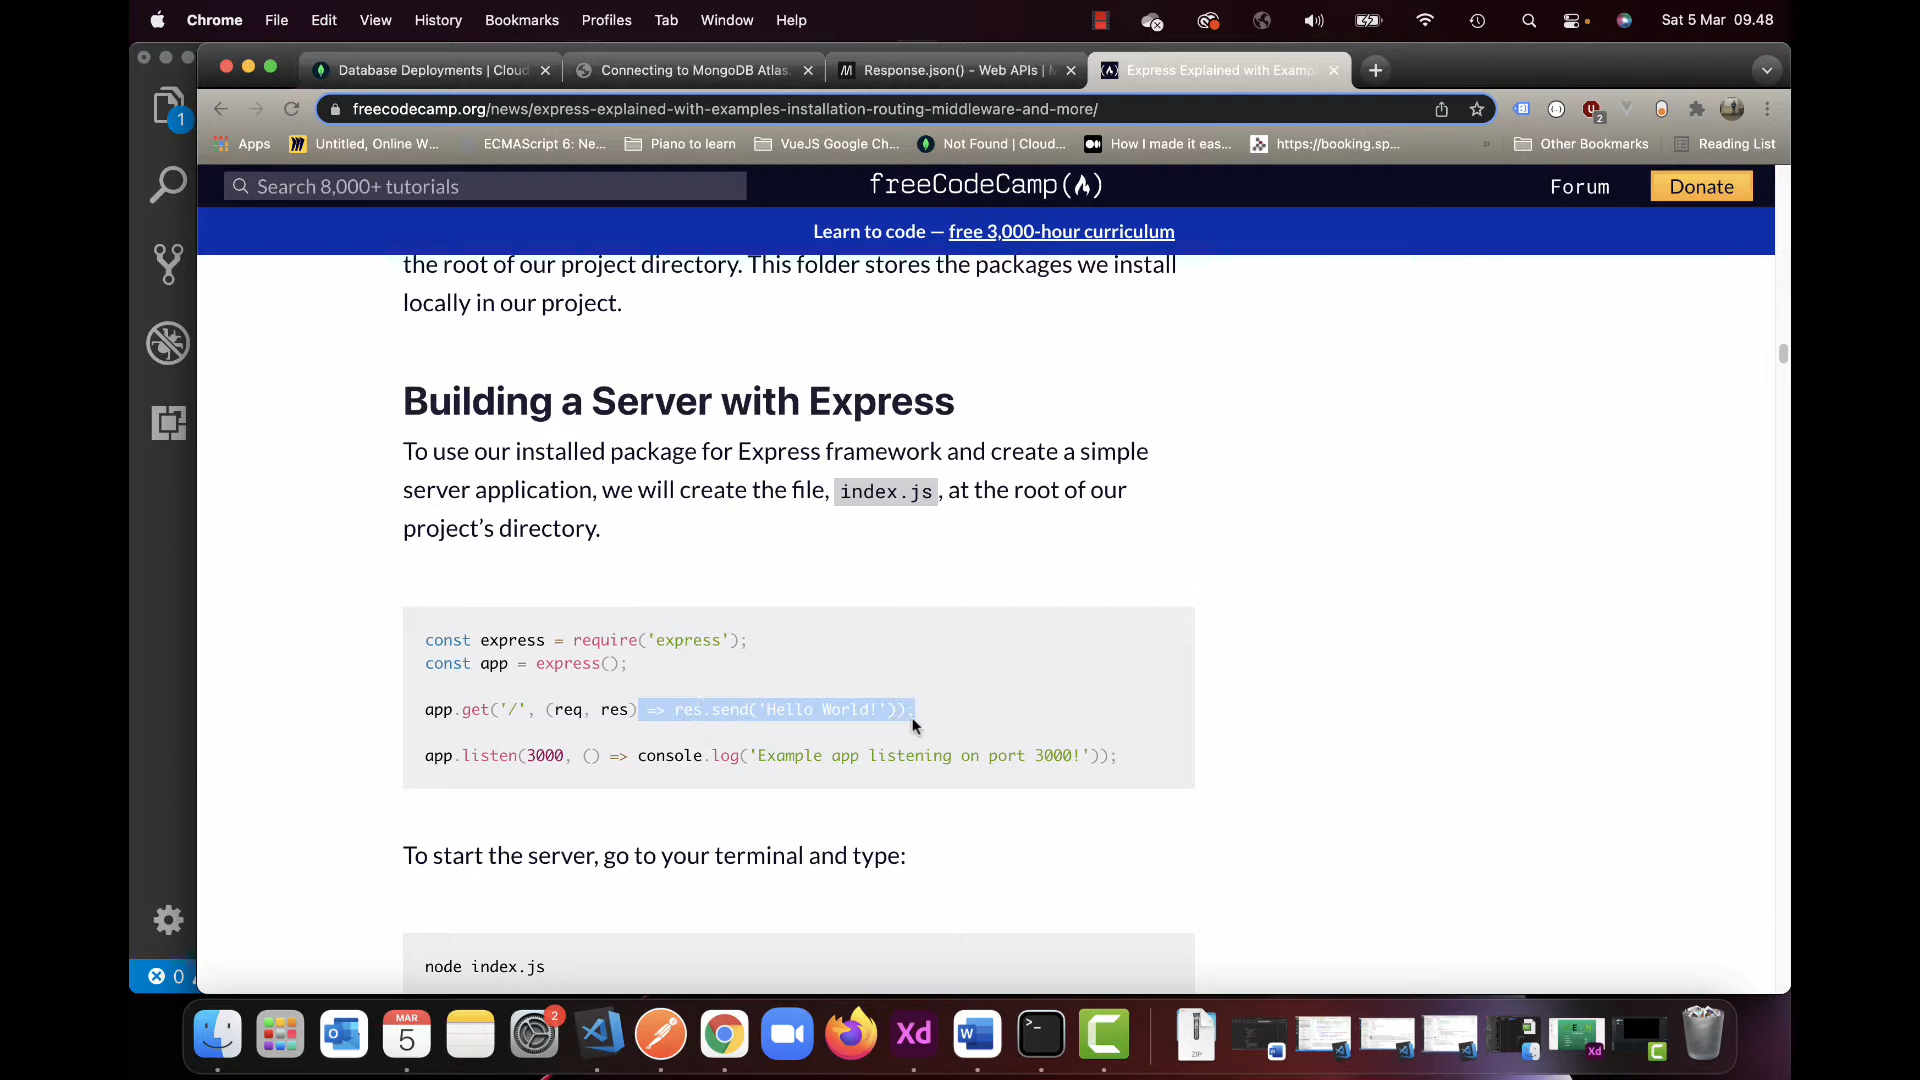 Chrome File Edit View History Bookmarks Profiles Tab Window Help Sat 5 Mar 09.48
Database Deployments | Cloud Connecting to MongoDB Atlas. Response.json() - Web APIs | Express Explained with Examp
freecodecamp.org/news/express-explained-with-examples-installation-routing-middleware-and-more/
2
Apps Untitled, Online W... ECMAScript 6: Ne... Piano to learn VueJS Google Ch... Not Found | Cloud... How I made it eas... https://booking.sp... » Other Bookmarks Reading List
1
Search 8,000+ tutorials freeCodeCamp Forum Donate
Learn to code — free 3,000-hour curriculum
the root of our project directory. This folder stores the packages we install
locally in our project.
Building a Server with Express
To use our installed package for Express framework and create a simple
server application, we will create the file, index.js, at the root of our
project’s directory.
const express = require('express');
const app = express();
app.get('/', (req, res) => res.send('Hello World!'));
app.listen(3000, () => console.log('Example app listening on port 3000!'));
To start the server, go to your terminal and type:
node index.js
0
MAR
5
2
Xd
ZIP